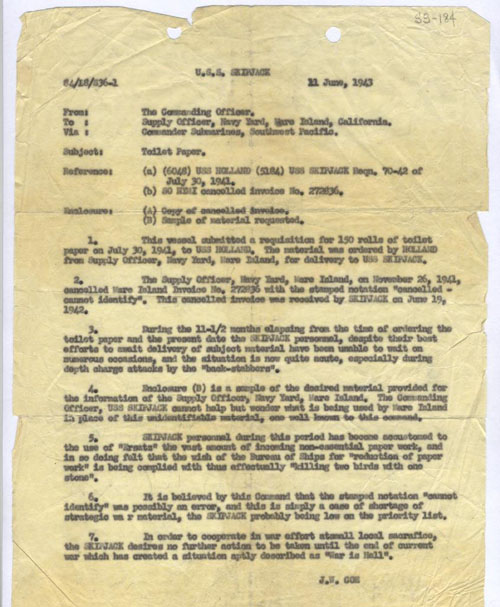 SS-184
U.S.S. SKIPJACK
84/18/S36-1 11 June, 1943
From: The Commanding Officer.
To : Supply Officer, Navy Yard, Mare Island, California.
Via : Commander Submarines, Southwest Pacific.
Subject: Toilet Paper.
Reference: (a) (6048) USS HOLLAND (5184) USS SKIPJACK Reqn. 70-42 of
July 30, 1941.
(b) SO NYMI cancelled invoice No. 272836.
Enclosure: (A) Copy of cancelled invoice.
(B) Sample of material requested.
1. This vessel submitted a requisition for 150 rolls of toilet
paper on July 30, 1941, to USS HOLLAND. The material was ordered by HOLLAND
from Supply Officer, Navy Yard, Mare Island, for delivery to USS SKIPJACK.
2. The Supply Officer, Navy Yard, Mare Island, on November 26, 1941,
cancelled Mare Island Invoice No. 272836 with the stamped notation "cancelled -
cannot identify". This cancelled invoice was received by SKIPJACK on June 19,
1942.
3. During the 11-1/2 months elapsing from the time of ordering the
toilet paper and the present date the SKIPJACK personnel, despite their best
efforts to await delivery of subject material have been unable to wait on
numerous occasions, and the situation is now quite acute, especially during
depth charge attacks by the "back-stabbers".
4. Enclosure (B) is a sample of the desired material provided for
the information of the Supply Officer, Navy Yard, Mare Island. The Commanding
Officer, USS SKIPJACK cannot help but wonder what is being used by Mare Island
in place of this unidentifiable material, one well known to this command.
5. SKIPJACK personnel during this period has become accustomed to
the use of "Ersats" the vast amount of incoming non-essential paper work, and
in so doing felt that the wish of the Bureau of Ships for "reduction of paper
work" is being complied with thus effectually "killing two birds with one
stone".
6. It is believed by this Command that the stamped notation "cannot
identify" was possibly an error, and this is simply a case of shortage of
strategic wa r material, the SKIPJACK probably being low on the priority list.
7. In order to cooperate in war effort atsmall local sacrafice,
the SKIPJACK desires no further action to be taken until the end of current
war which has created a situation aptly described as "War is Hell".
J.W. COE